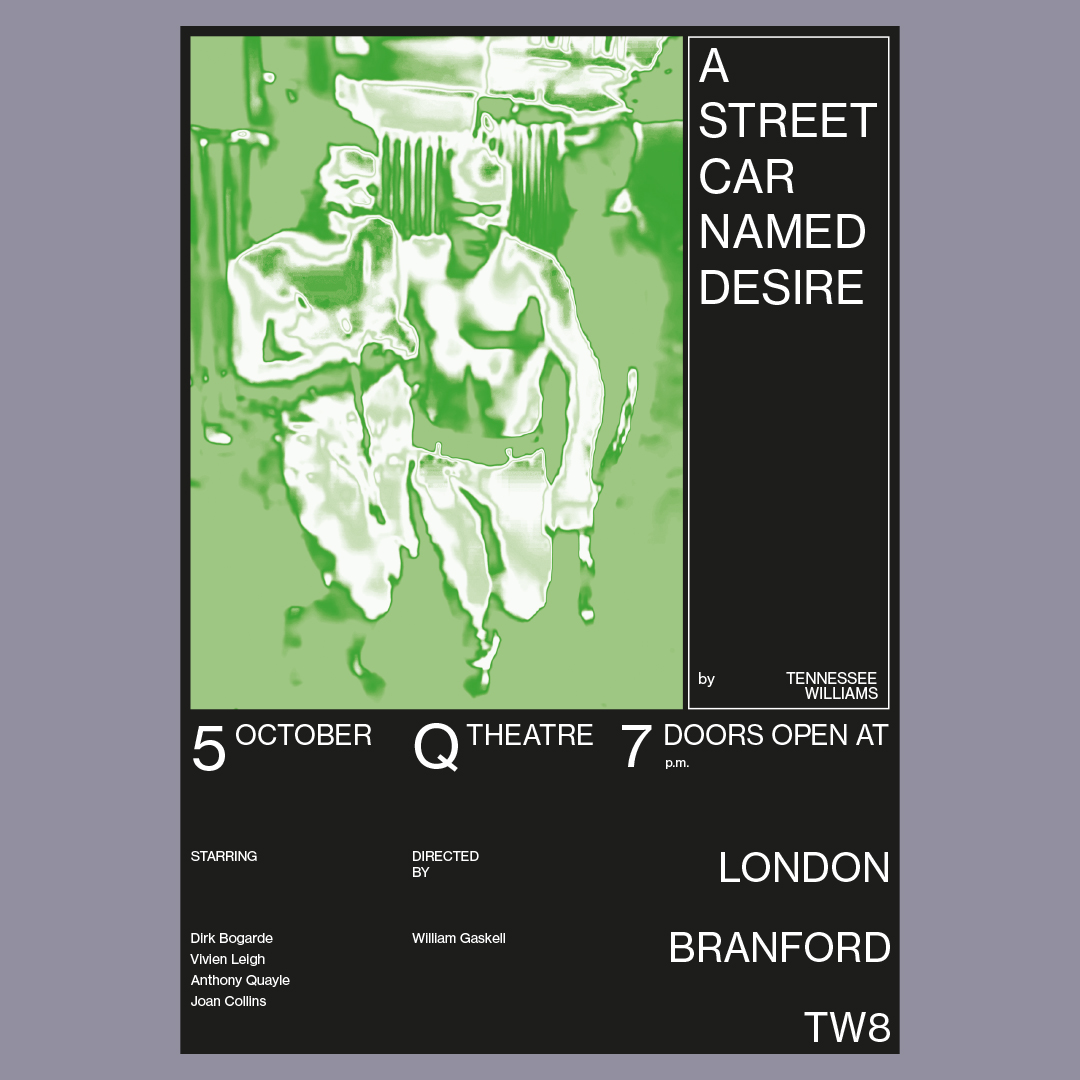 A
STREET
CAR
NAMED
DESIRE
by TENNESSEE
WILLIAMS
5 OCTOBER
Q THEATRE
7 DOORS OPEN AT
p.m.
STARRING
Dirk Bogarde
Vivien Leigh
Anthony Quayle
Joan Collins
DIRECTED
BY
William Gaskell
LONDON
BRANFORD
TW8